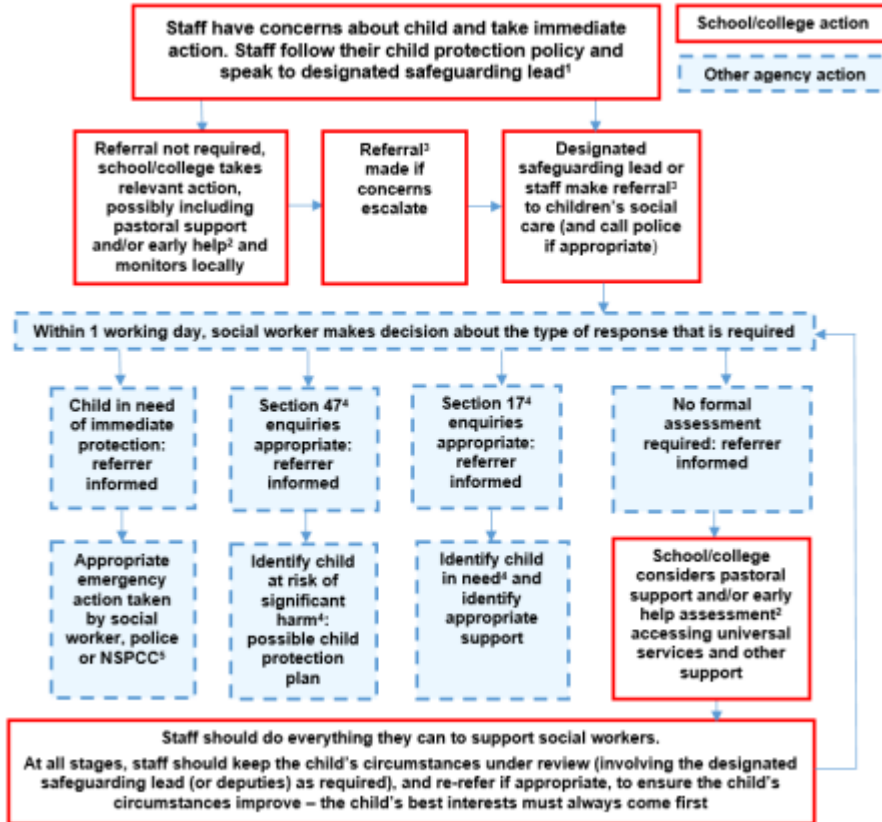 Staff have concerns about child and take immediate
action. Staff follow their child protection policy and
speak to designated safeguarding lead¹
School/college action
Other agency action
Referral not required,
school/college takes
relevant action,
possibly including
pastoral support
and/or early help² and
monitors locally
Referral³
made if
concerns
escalate
Designated
safeguarding lead or
staff make referral³
to children's social
care (and call police
if appropriate)
Within 1 working day, social worker makes decision about the type of response that is required
Child in need
of immediate
protection:
referrer
informed
Section 47⁴
enquiries
appropriate:
referrer
informed
Section 17⁴
enquiries
appropriate:
referrer
informed
No formal
assessment
required: referrer
informed
Appropriate
emergency
action taken
by social
worker, police
or NSPCC⁵
Identify child
at risk of
significant
harm⁴:
possible child
protection
plan
Identify child
in need⁴ and
identify
appropriate
support
School/college
considers pastoral
support and/or early
help assessment²
accessing universal
services and other
support
Staff should do everything they can to support social workers.
At all stages, staff should keep the child's circumstances under review (involving the designated
safeguarding lead (or deputies) as required), and re-refer if appropriate, to ensure the child's
circumstances improve – the child's best interests must always come first